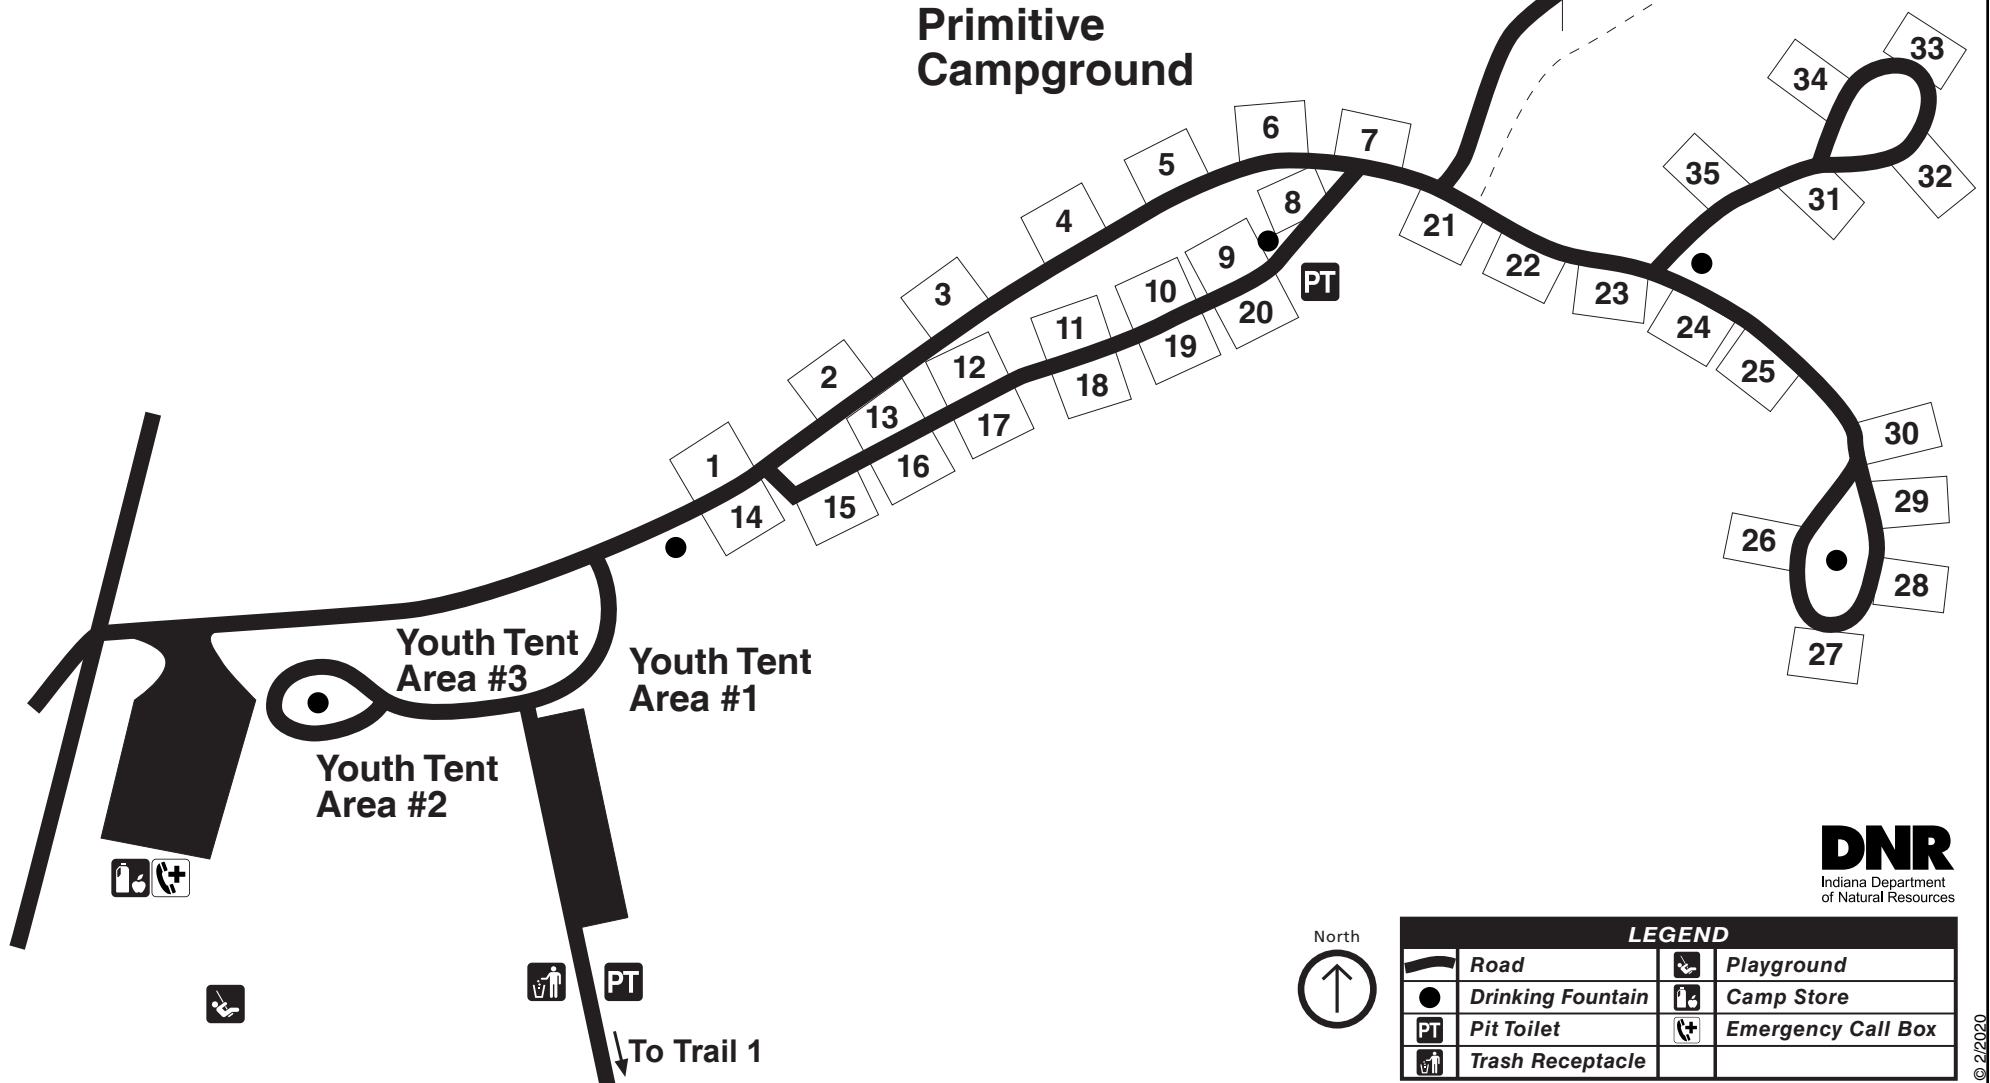 Primitive
Campground
33
34
6
7
5
35
32
31
8
4
21
9
22
3
10
23
20
11
24
19
12
2
25
18
13
17
30
1
16
29
15
14
26
28
27
Youth Tent
Area #3
Youth Tent
Area #1
Youth Tent
Area #2
PT
PT
To Trail 1
DNR
Indiana Department
of Natural Resources
North
LEGEND
Road
Playground
Drinking Fountain
Camp Store
PT
Pit Toilet
Emergency Call Box
Trash Receptacle
© 2/2020